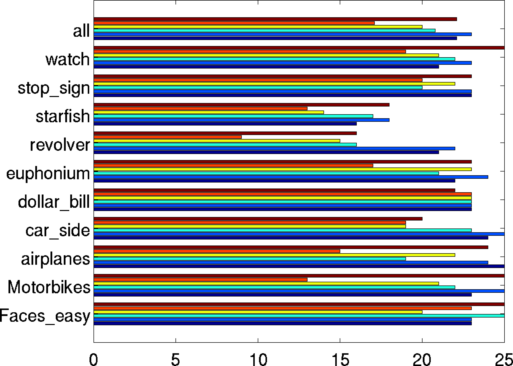 all
watch
stop_sign
starfish
revolver
euphonium
dollar_bill
car_side
airplanes
Motorbikes
Faces_easy
0 5 10 15 20 25